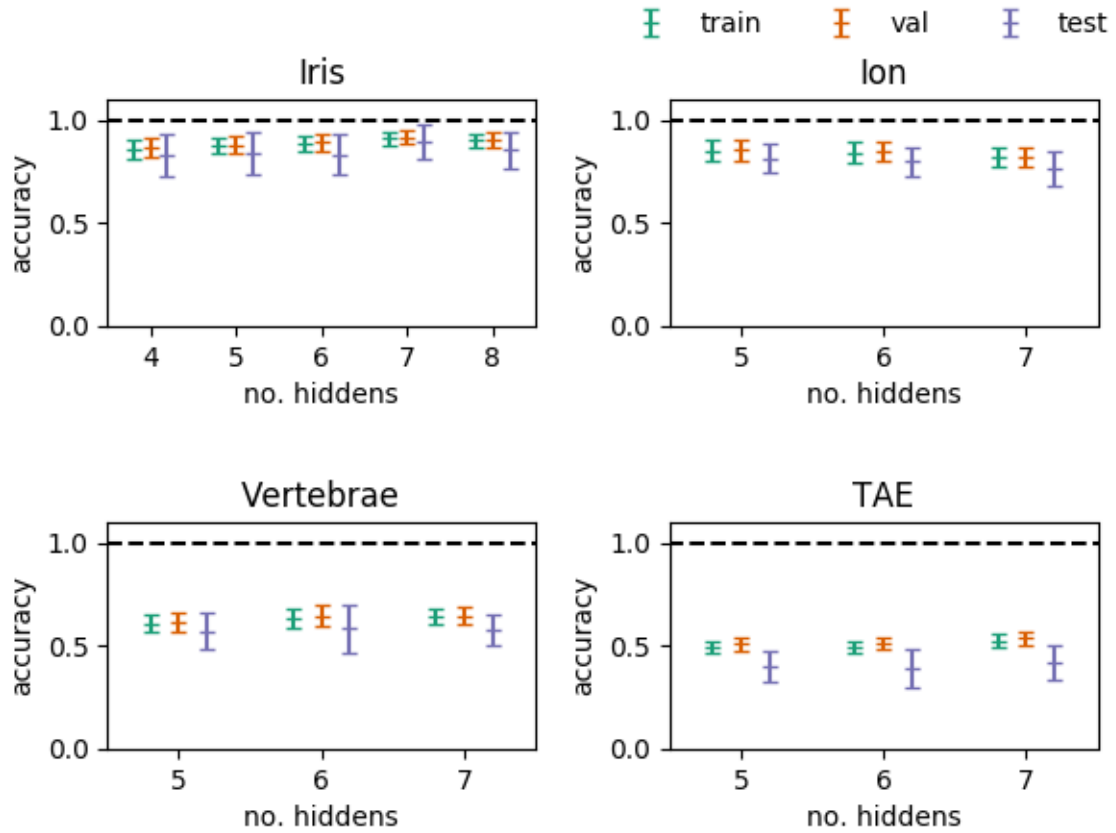 train val test
Iris
1.0
0.5
0.0
accuracy
4 5 6 7 8
no. hiddens
Ion
1.0
0.5
0.0
accuracy
5 6 7
no. hiddens
Vertebrae
1.0
0.5
0.0
accuracy
5 6 7
no. hiddens
TAE
1.0
0.5
0.0
accuracy
5 6 7
no. hiddens